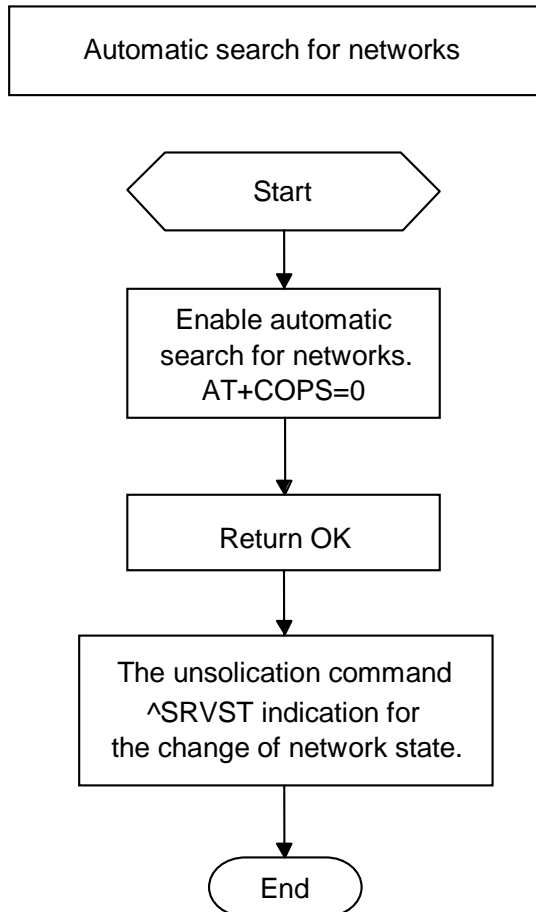 Automatic search for networks
Start
Enable automatic
search for networks.
AT+COPS=0
Return OK
The unsolication command
^SRVST indication for
the change of network state.
End